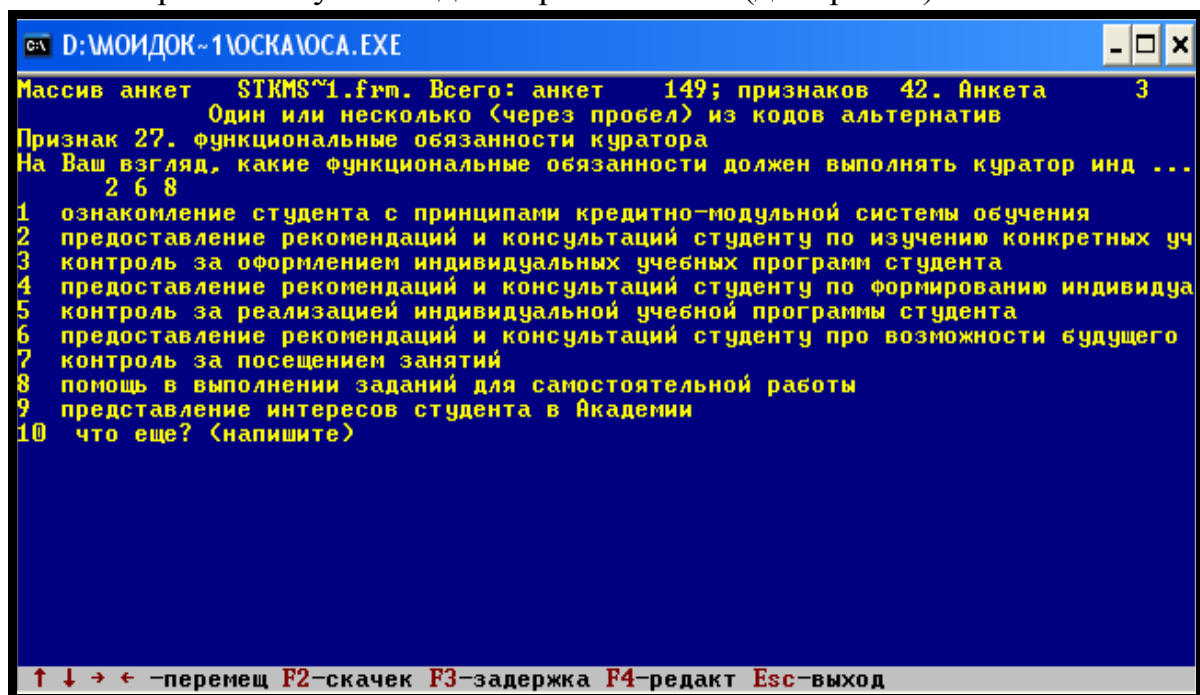 D:\МОИДОК~1\ОСКА\OCA.EXE
Массив анкет STKMS~1.frm. Всего: анкет 149; признаков 42. Анкета 3
Один или несколько (через пробел) из кодов альтернатив
Признак 27. функциональные обязанности куратора
На Ваш взгляд, какие функциональные обязанности должен выполнять куратор инд ...
2 6 8
1 ознакомление студента с принципами кредитно-модульной системы обучения
2 предоставление рекомендаций и консультаций студенту по изучению конкретных уч
3 контроль за оформлением индивидуальных учебных программ студента
4 предоставление рекомендаций и консультаций студенту по формированию индивидуа
5 контроль за реализацией индивидуальной учебной программы студента
6 предоставление рекомендаций и консультаций студенту про возможности будущего
7 контроль за посещением занятий
8 помощь в выполнении заданий для самостоятельной работы
9 представление интересов студента в Академии
10 что еще? (напишите)
↑ ↓ → ← -перемещ F2-скачек F3-задержка F4-редакт Esc-выход